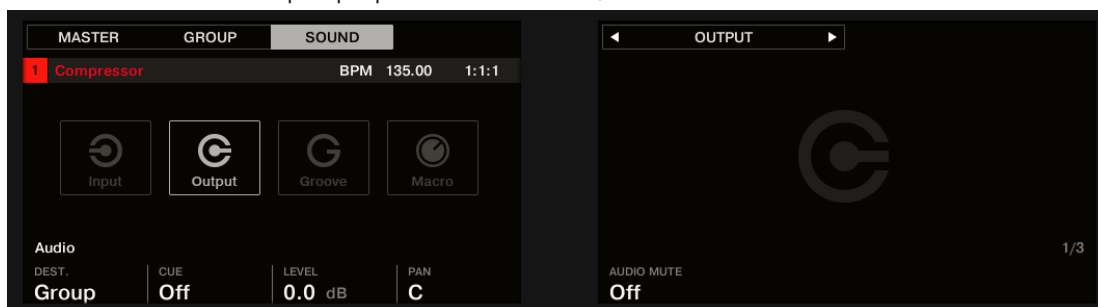 MASTER GROUP SOUND
1 Compressor BPM 135.00 1:1:1
Input Output Groove Macro
Audio
DEST. CUE LEVEL PAN
Group Off 0.0 dB C
OUTPUT
1/3
AUDIO MUTE
Off